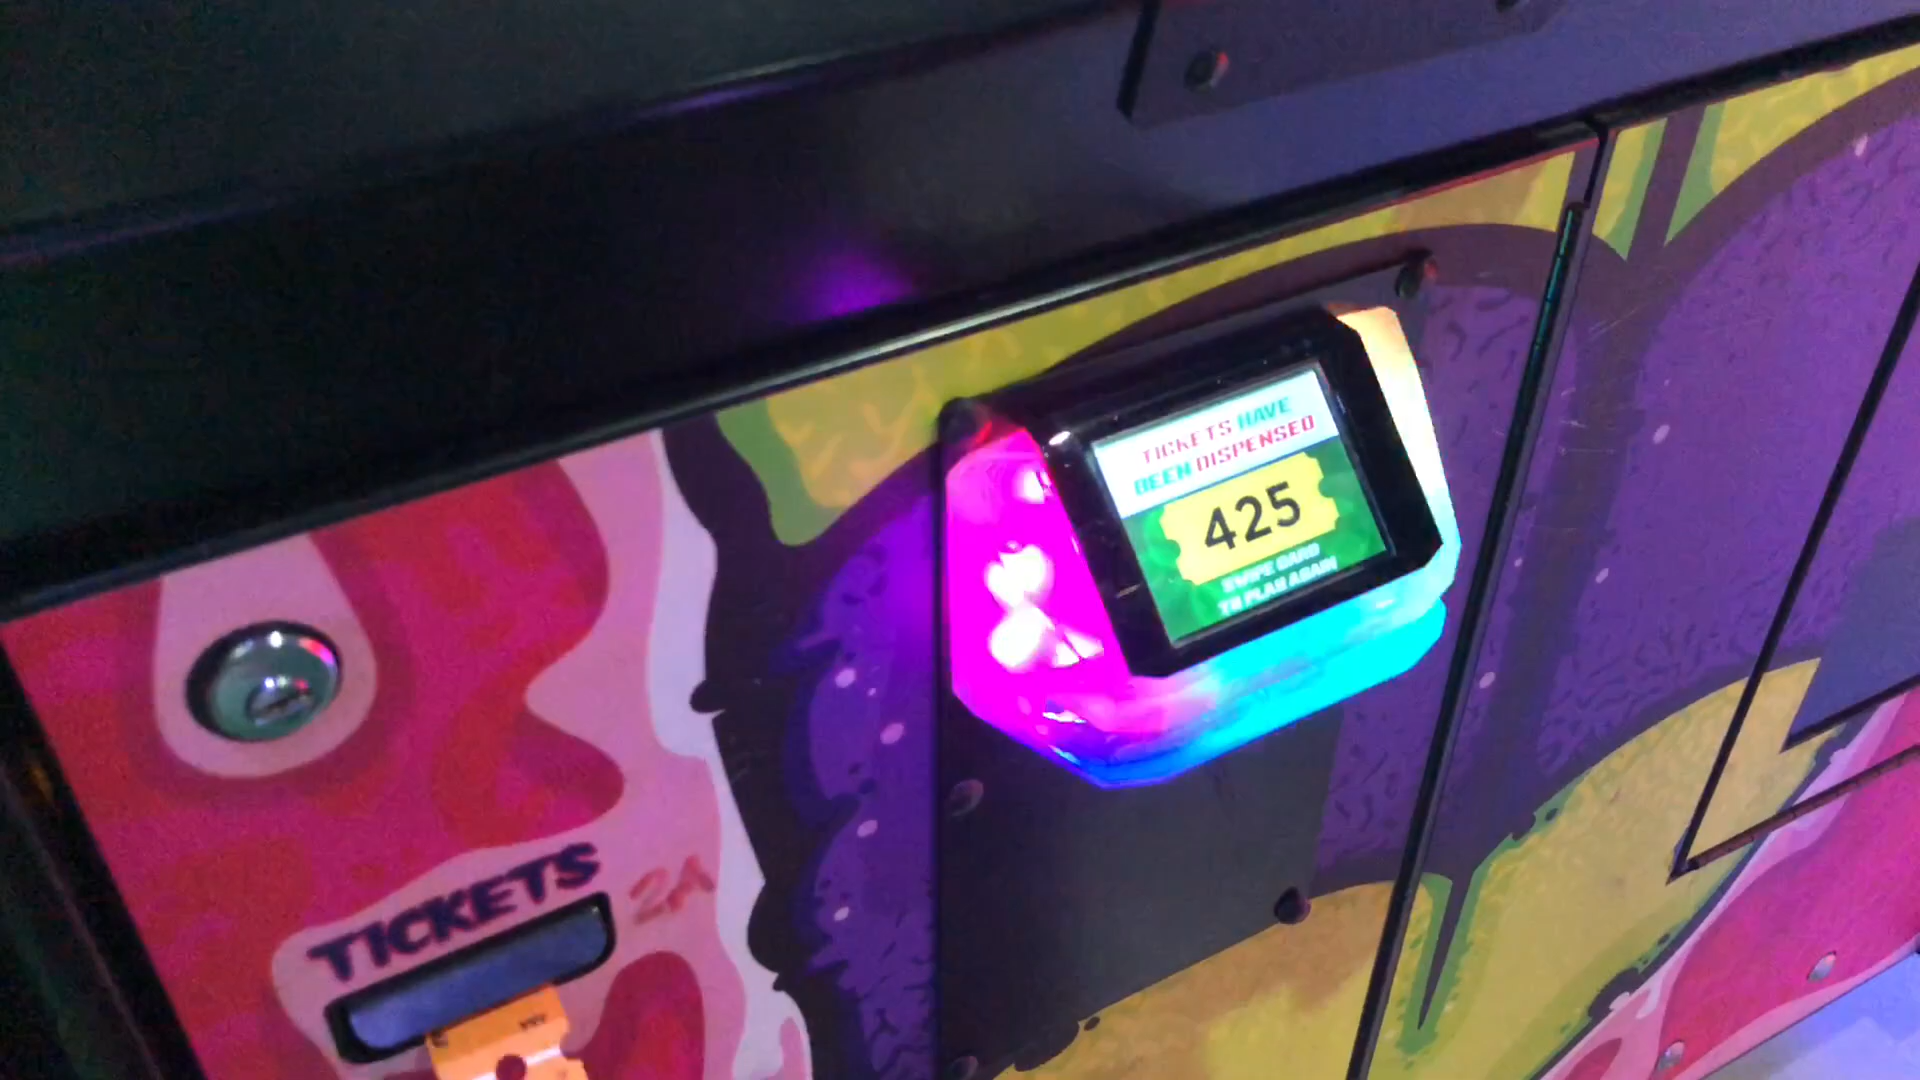 TICKETS HAVE
BEEN DISPENSED
425
SWIPE CARD
TO PLAY AGAIN
TICKETS
2A